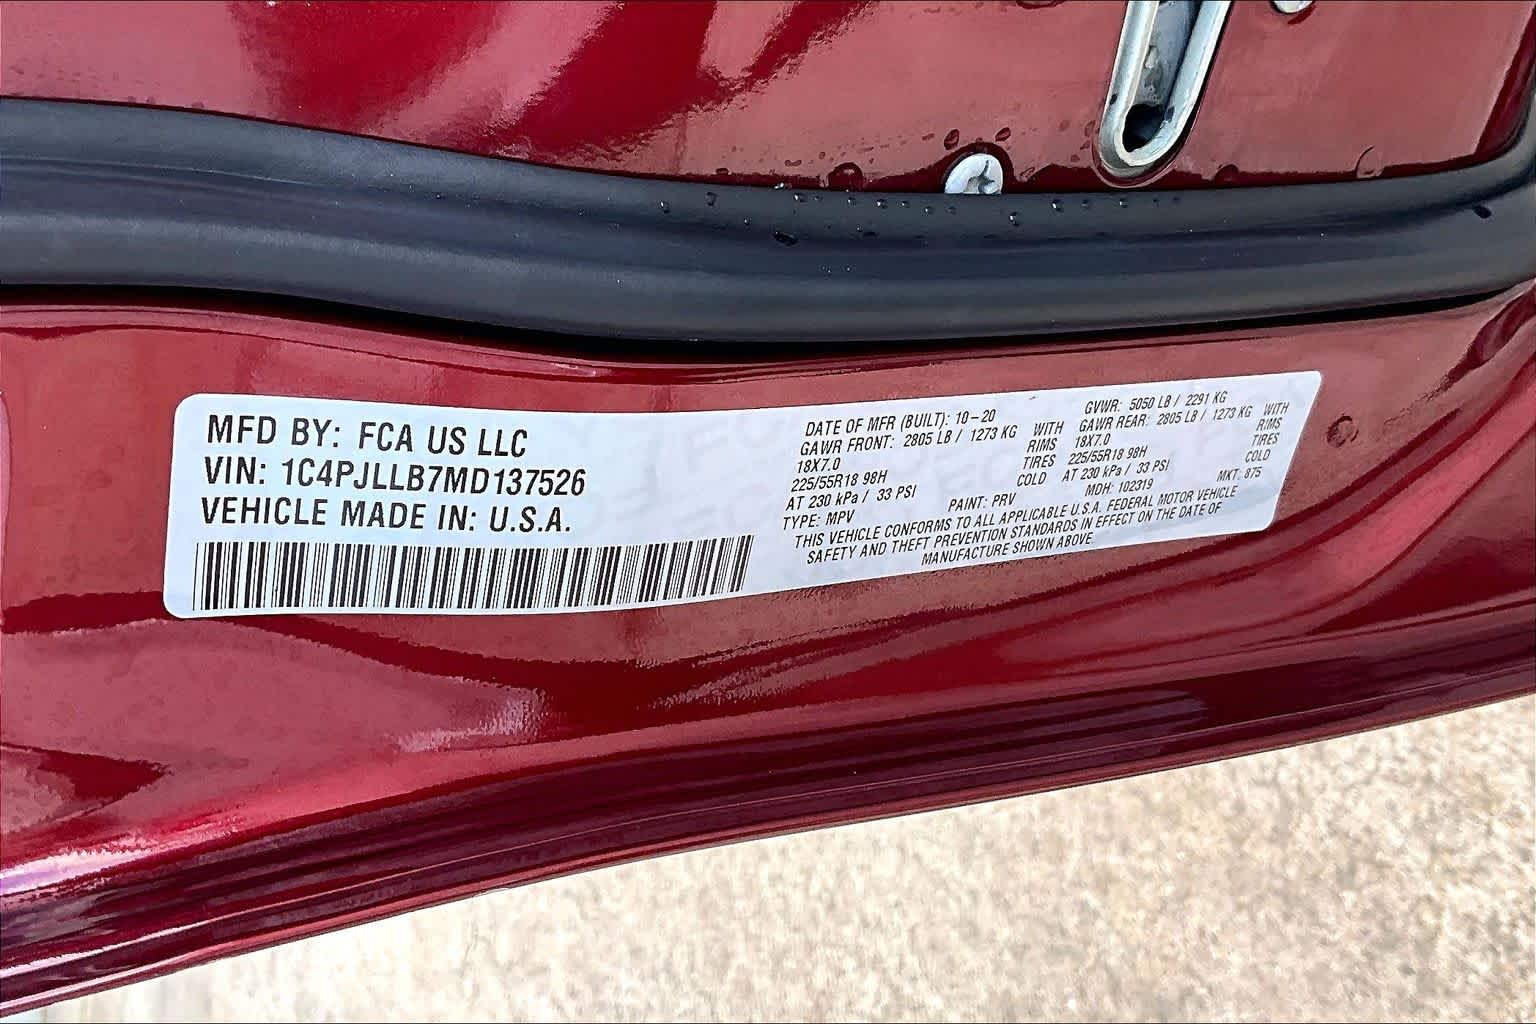 MFD BY: FCA US LLC
VIN: 1C4PJLLB7MD137526
VEHICLE MADE IN: U.S.A.
DATE OF MFR (BUILT): 10-20
GVWR: 5050 LB / 2291 KG
GAWR FRONT: 2805 LB / 1273 KG WITH
18X7.0 RIMS
225/55R18 98H TIRES
AT 230 kPa / 33 PSI COLD
GAWR REAR: 2805 LB / 1273 KG WITH
18X7.0 RIMS
225/55R18 98H TIRES
AT 230 kPa / 33 PSI COLD
TYPE: MPV PAINT: PRV MDH: 102319 MKT: 875
THIS VEHICLE CONFORMS TO ALL APPLICABLE U.S.A. FEDERAL MOTOR VEHICLE
SAFETY AND THEFT PREVENTION STANDARDS IN EFFECT ON THE DATE OF
MANUFACTURE SHOWN ABOVE.